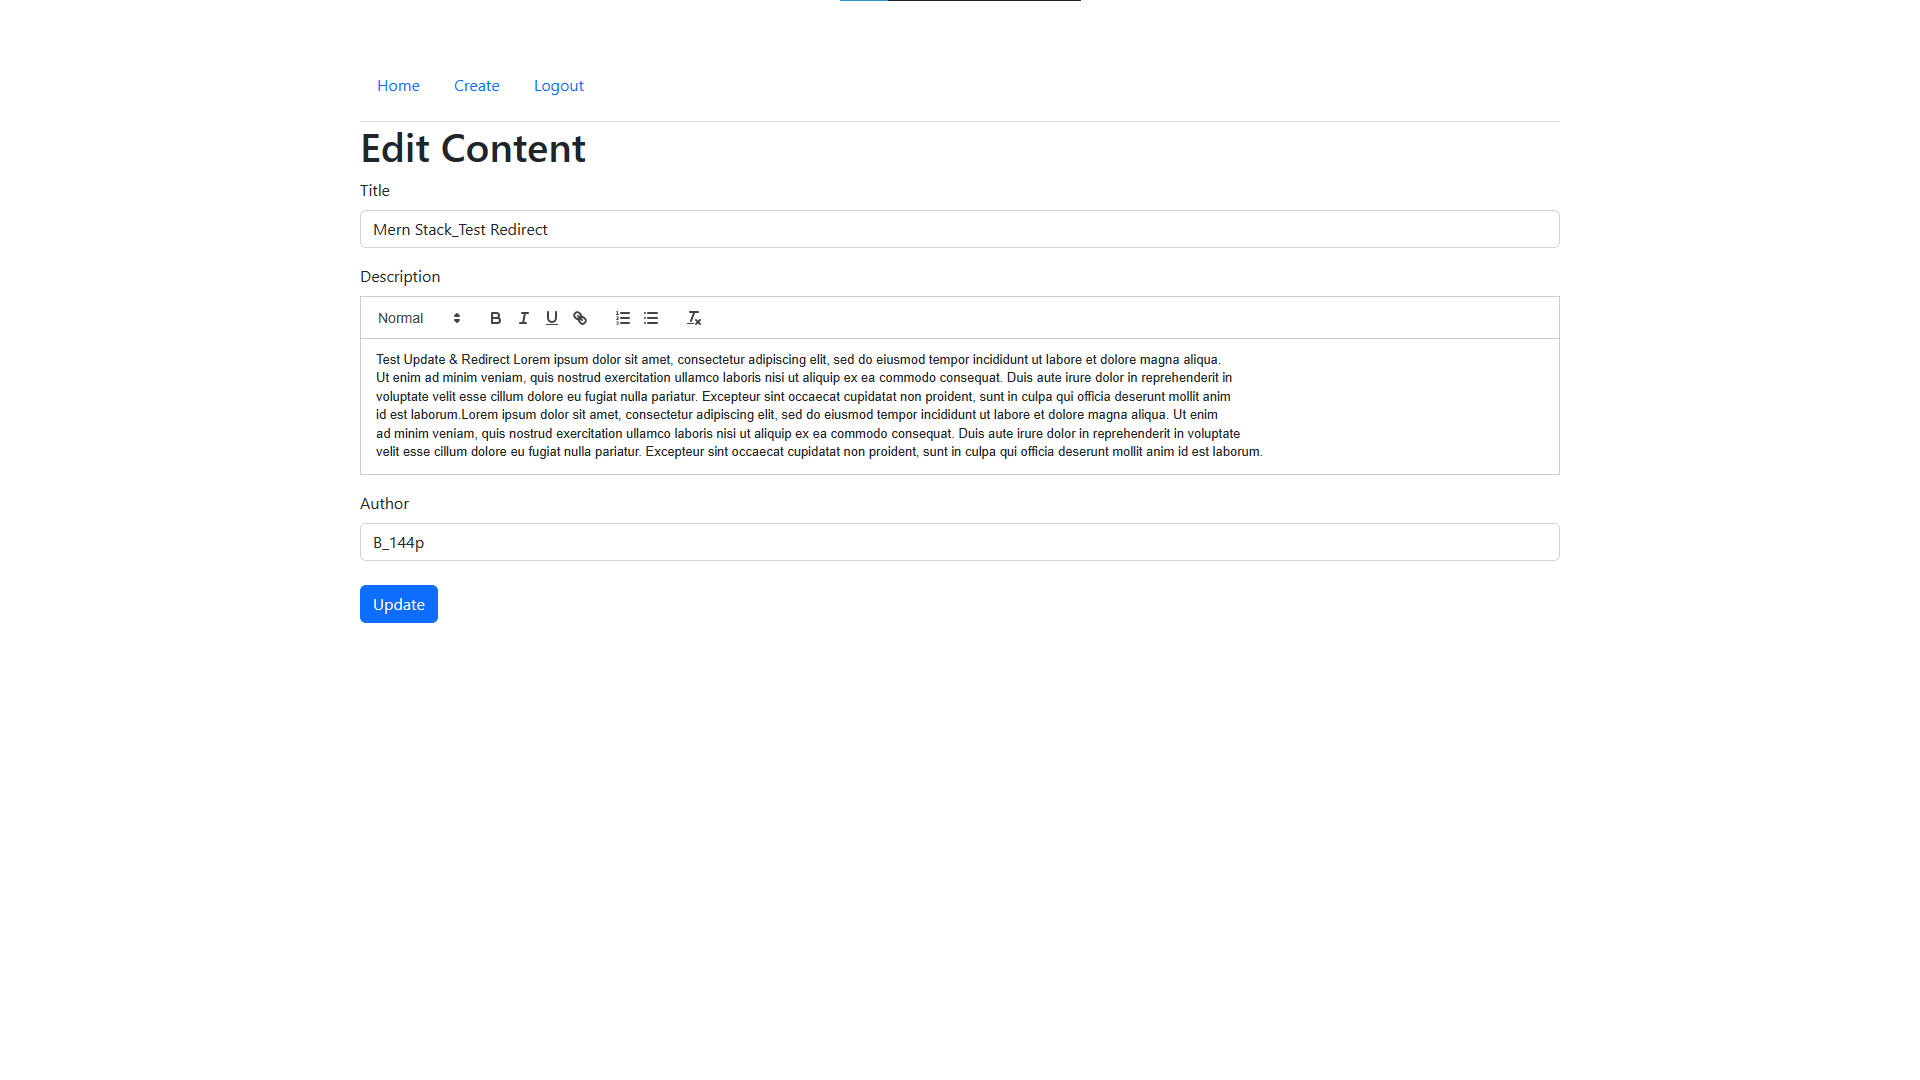 Home Create Logout
Edit Content
Title
Mern Stack_Test Redirect
Description
Normal
Test Update & Redirect Lorem ipsum dolor sit amet, consectetur adipiscing elit, sed do eiusmod tempor incididunt ut labore et dolore magna aliqua.
Ut enim ad minim veniam, quis nostrud exercitation ullamco laboris nisi ut aliquip ex ea commodo consequat. Duis aute irure dolor in reprehenderit in
voluptate velit esse cillum dolore eu fugiat nulla pariatur. Excepteur sint occaecat cupidatat non proident, sunt in culpa qui officia deserunt mollit anim
id est laborum.Lorem ipsum dolor sit amet, consectetur adipiscing elit, sed do eiusmod tempor incididunt ut labore et dolore magna aliqua. Ut enim
ad minim veniam, quis nostrud exercitation ullamco laboris nisi ut aliquip ex ea commodo consequat. Duis aute irure dolor in reprehenderit in voluptate
velit esse cillum dolore eu fugiat nulla pariatur. Excepteur sint occaecat cupidatat non proident, sunt in culpa qui officia deserunt mollit anim id est laborum.
Author
B_144p
Update